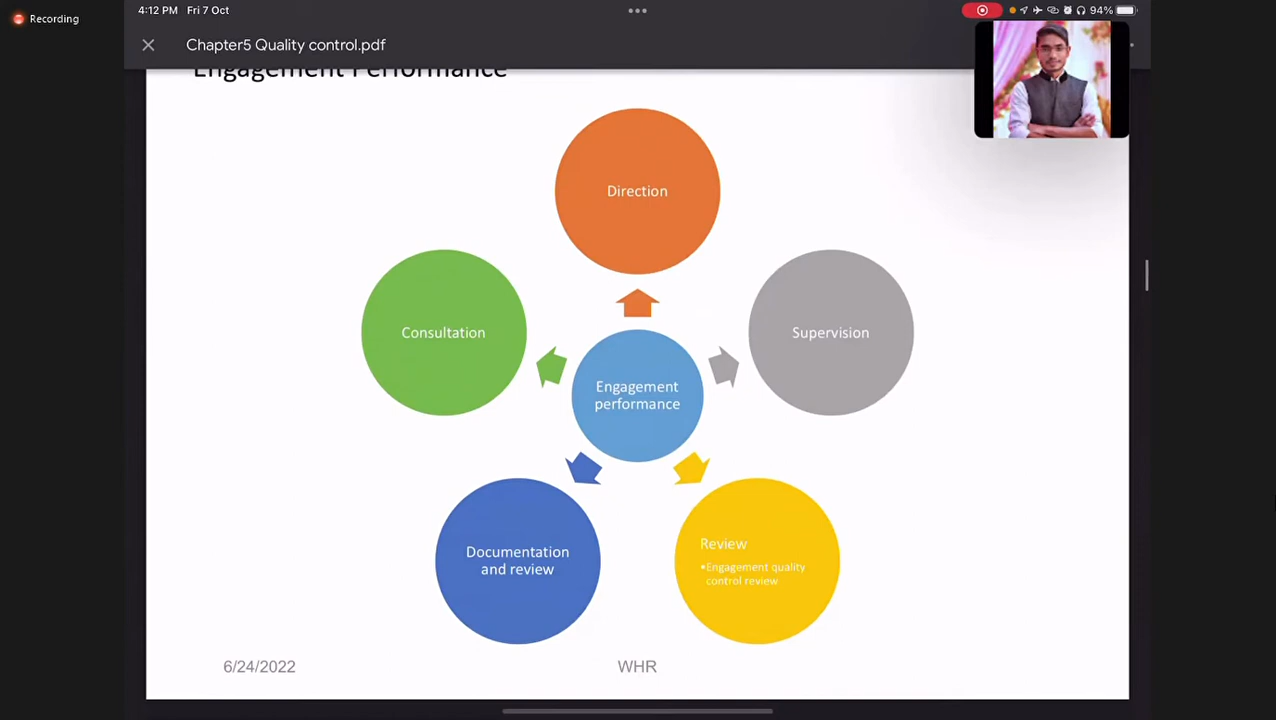 Recording
4:12 PM Fri 7 Oct
94%
Chapter5 Quality control.pdf
Engagement Performance
Direction
Consultation
Supervision
Engagement
performance
Documentation
and review
Review
•Engagement quality
control review
6/24/2022
WHR